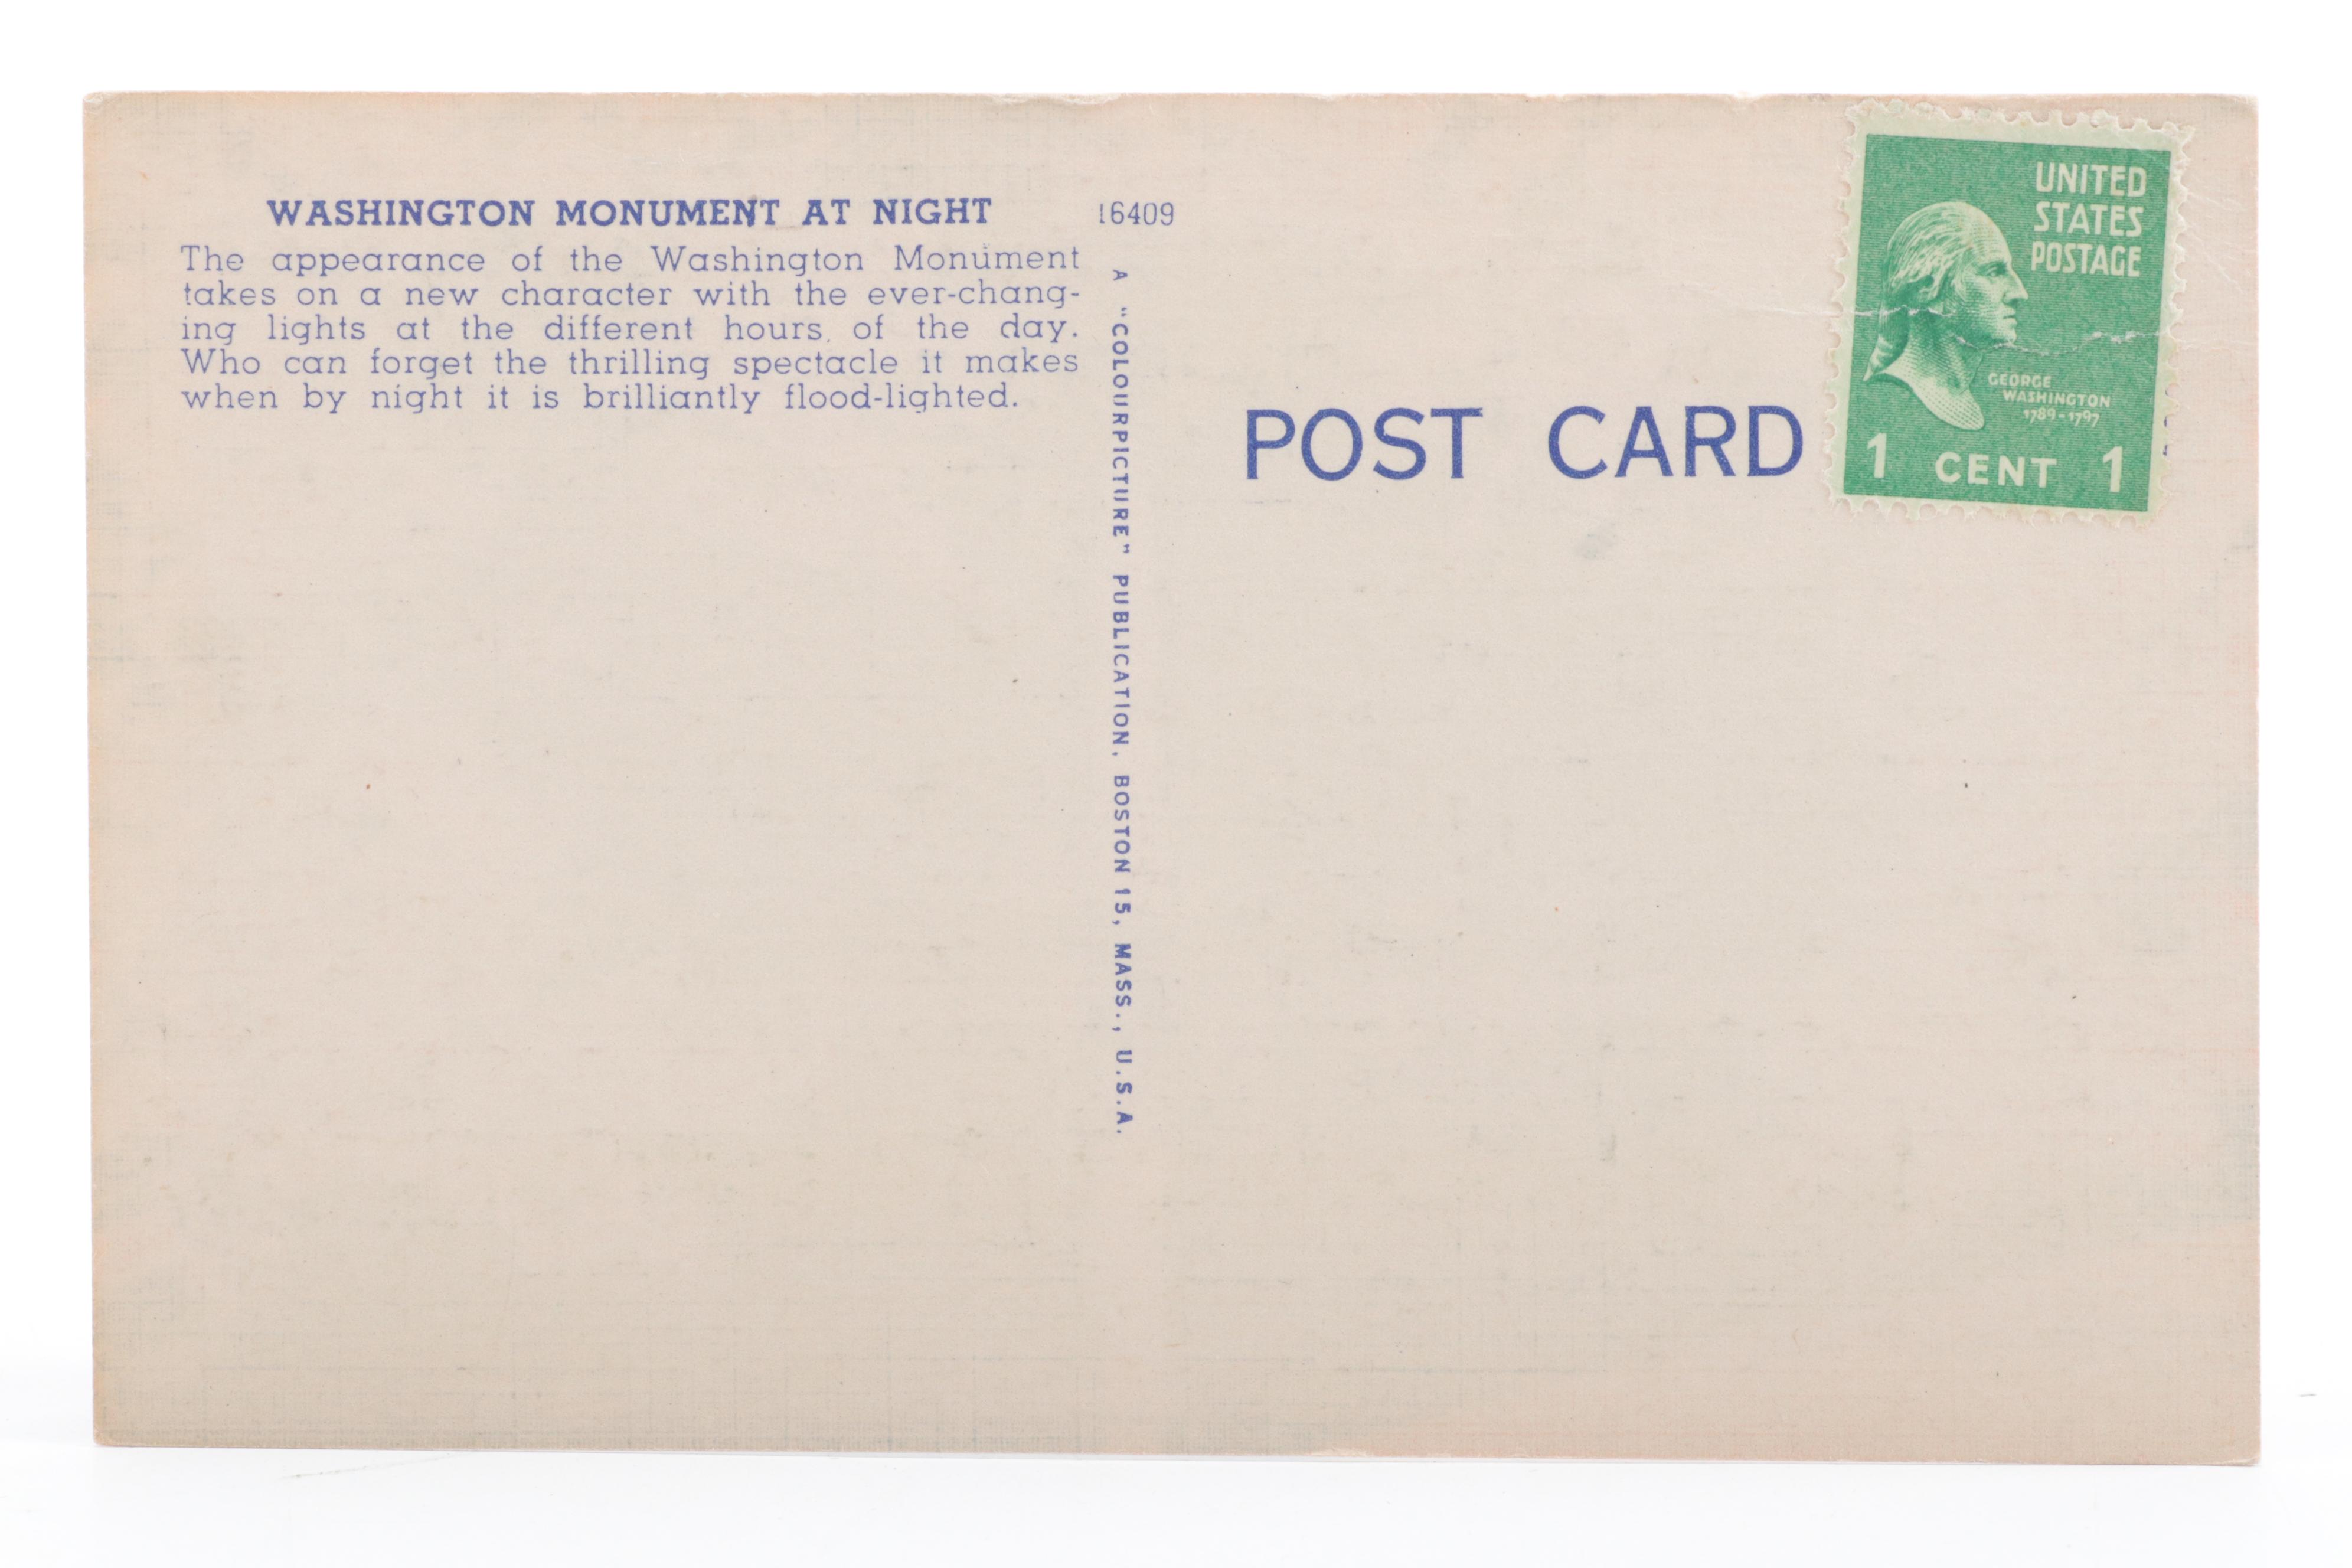 WASHINGTON MONUMENT AT NIGHT
The appearance of the Washington Monument
takes on a new character with the ever-chang-
ing lights at the different hours of the day.
Who can forget the thrilling spectacle it makes
when by night it is brilliantly flood-lighted.
16409
A "COLOURPICTURE" PUBLICATION, BOSTON 15, MASS., U.S.A.
POST CARD
UNITED
STATES
POSTAGE
GEORGE
WASHINGTON
1789-1797
1 CENT 1